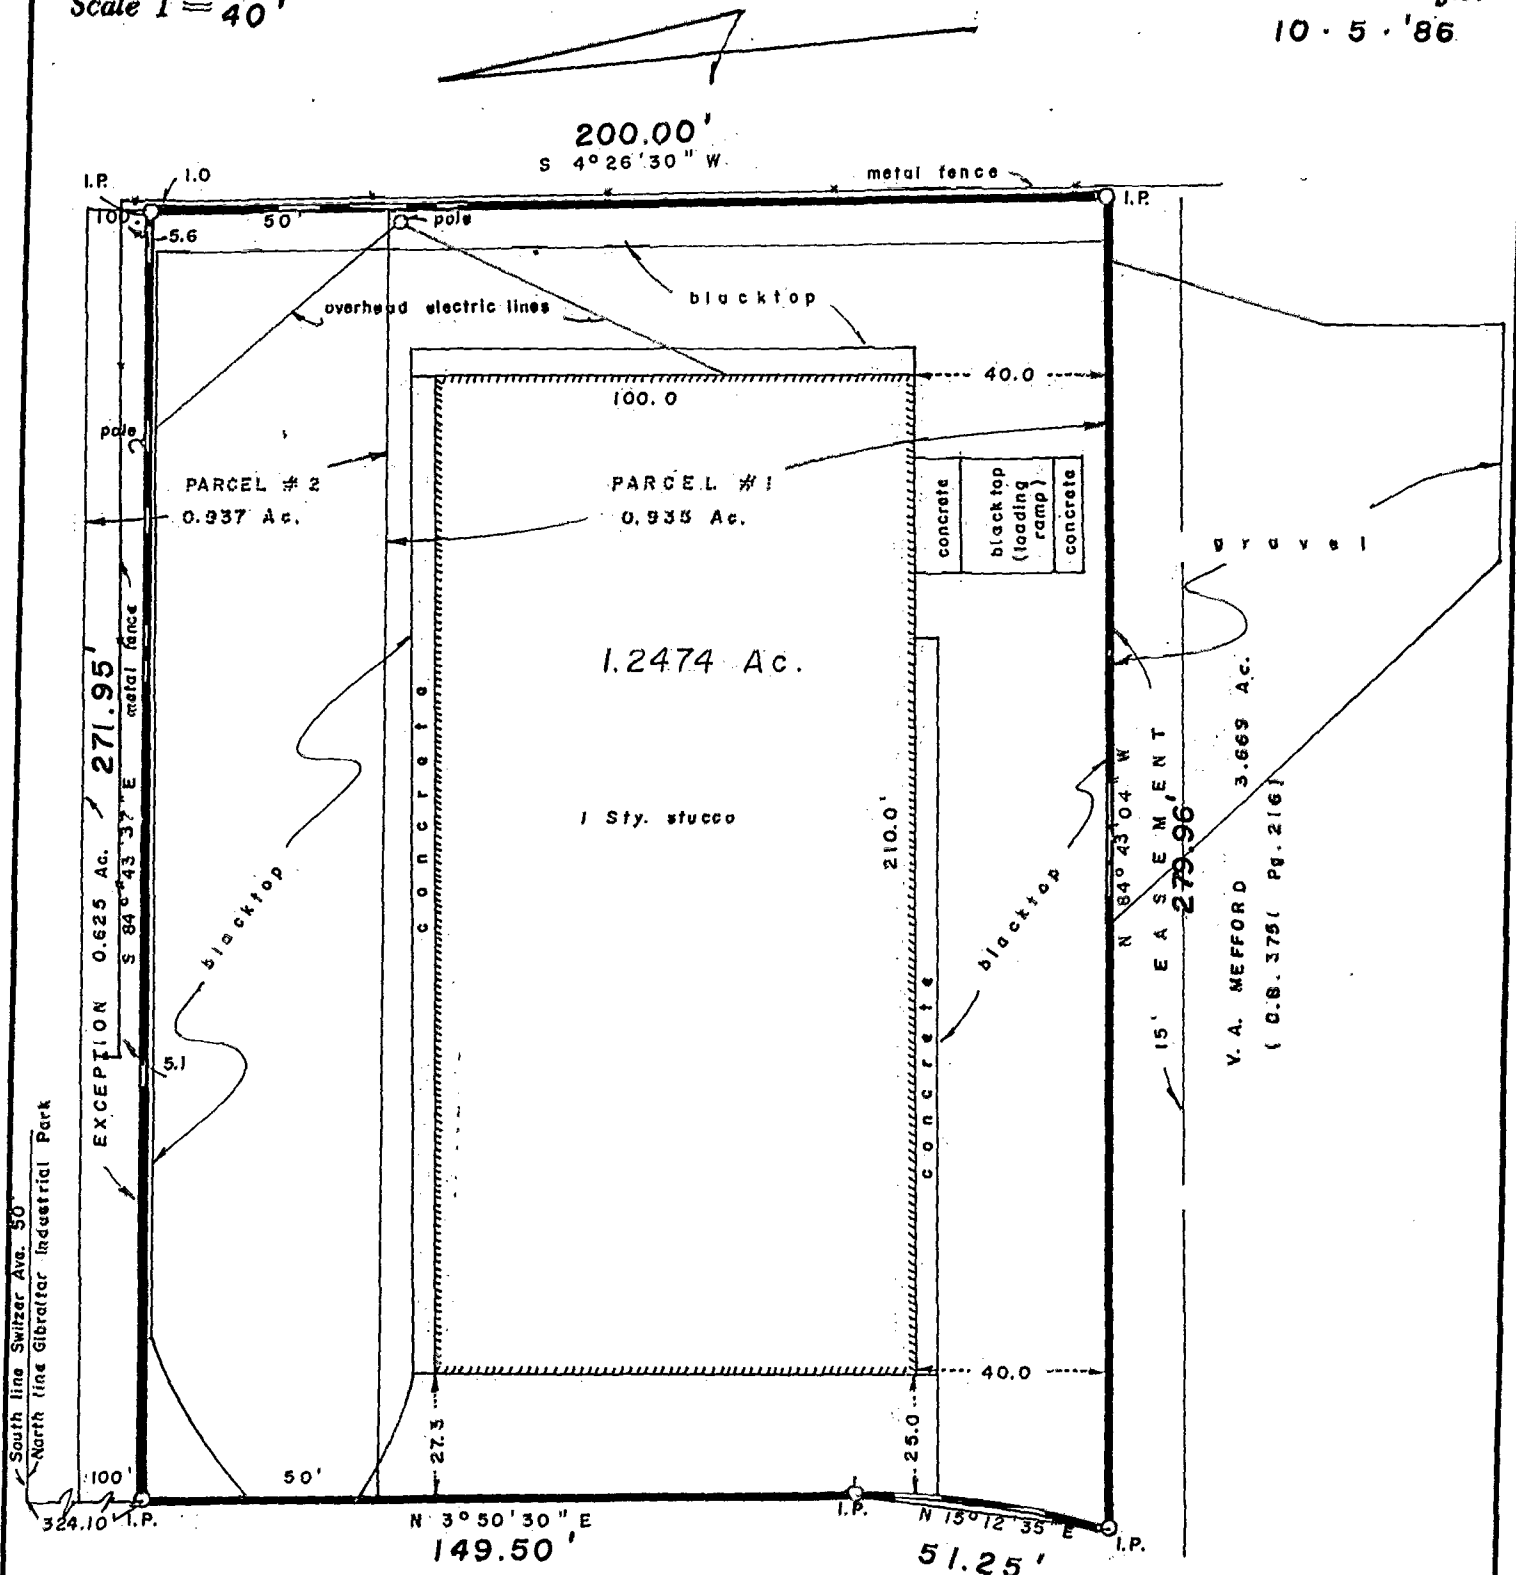 Scale 1 = 40'
10 · 5 · '86
200.00'
S 4° 26' 30" W.
metal fence
I.P.
1.0
I.P.
100'
50'
pole
5.6
overhead electric lines
blacktop
40.0
100.0
pole
PARCEL # 2
0.937 Ac.
PARCEL # 1
0.935 Ac.
concrete
blacktop
(loading
ramp)
concrete
gravel
1.2474 Ac.
1 Sty. stucco
210.0'
concrete
blacktop
271.95'
metal fence
S 84° 43' 37" E
EXCEPTION 0.625 Ac.
5.1
blacktop
concrete
N 84° 43' 04" W
279.96'
15' EASEMENT
V. A. MEFFORD 3.669 Ac.
( D.B. 3751 Pg. 216)
South line Switzer Ave. 50'
North line Gibraltar Industrial Park
40.0
27.3
25.0
100'
50'
324.10'
I.P.
N 3° 50' 30" E
149.50'
I.P.
N 15° 12' 35" E
51.25'
I.P.